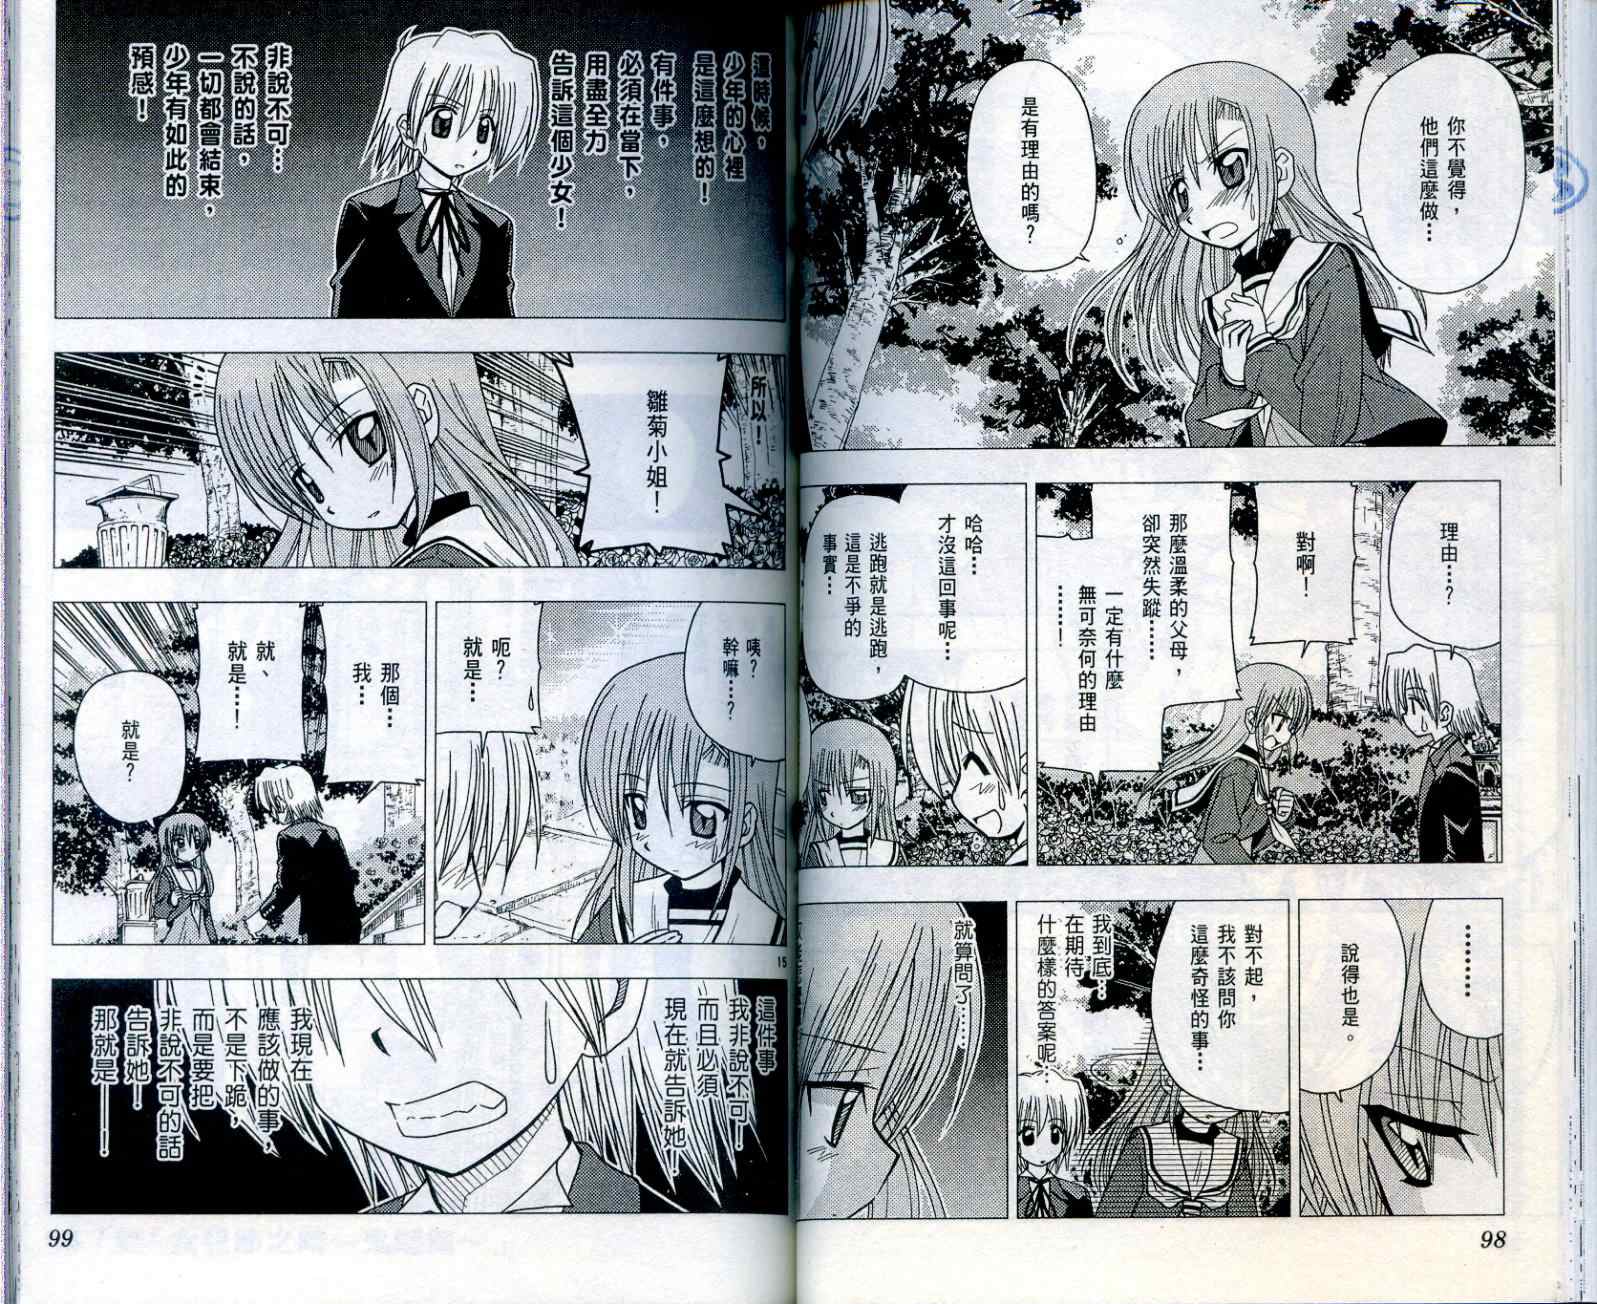 你不覺得，
他們這麼做…
是有理由的嗎？
理由……？
對啊！
那麼溫柔的父母，
卻突然失蹤……
一定有什麼
無可奈何的理由
……！
哈哈……
才沒這回事呢…
逃跑就是逃跑，
這是不爭的
事實…
………
說得也是。
對不起，
我不該問你
這麼奇怪的事…
我到底…
在期待
什麼樣的答案呢…
就算問了……
98
這時候，
少年的心裡
是這麼想的！
有件事，
必須在當下，
用盡全力
告訴這個少女！
非說不可…
不說的話，
一切都會結束，
少年有如此的
預感！
所以！
雛菊小姐！
咦？
幹嘛……？
呃？
就是…
那個…
我…
就、
就是……！
就是？
15
這件事
我非說不可！
而且必須
現在就告訴她！
我現在
應該做的事，
不是下跪，
而是要把
非說不可的話
告訴她！
那就是——！
99